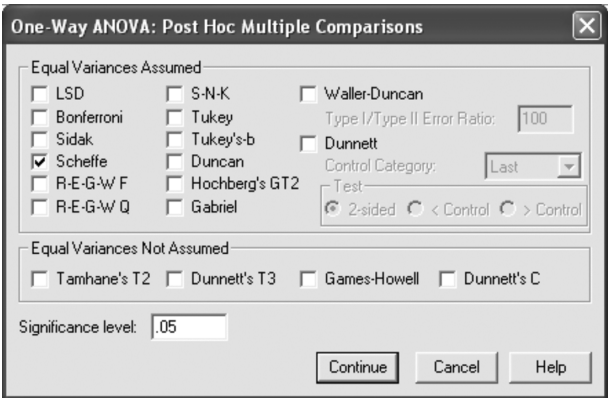 One-Way ANOVA: Post Hoc Multiple Comparisons
Equal Variances Assumed
LSD
Bonferroni
Sidak
Scheffe
R-E-G-W F
R-E-G-W Q
S-N-K
Tukey
Tukey's-b
Duncan
Hochberg's GT2
Gabriel
Waller-Duncan
Type I/Type II Error Ratio: 100
Dunnett
Control Category: Last
Test
2-sided < Control > Control
Equal Variances Not Assumed
Tamhane's T2 Dunnett's T3 Games-Howell Dunnett's C
Significance level: .05
Continue Cancel Help